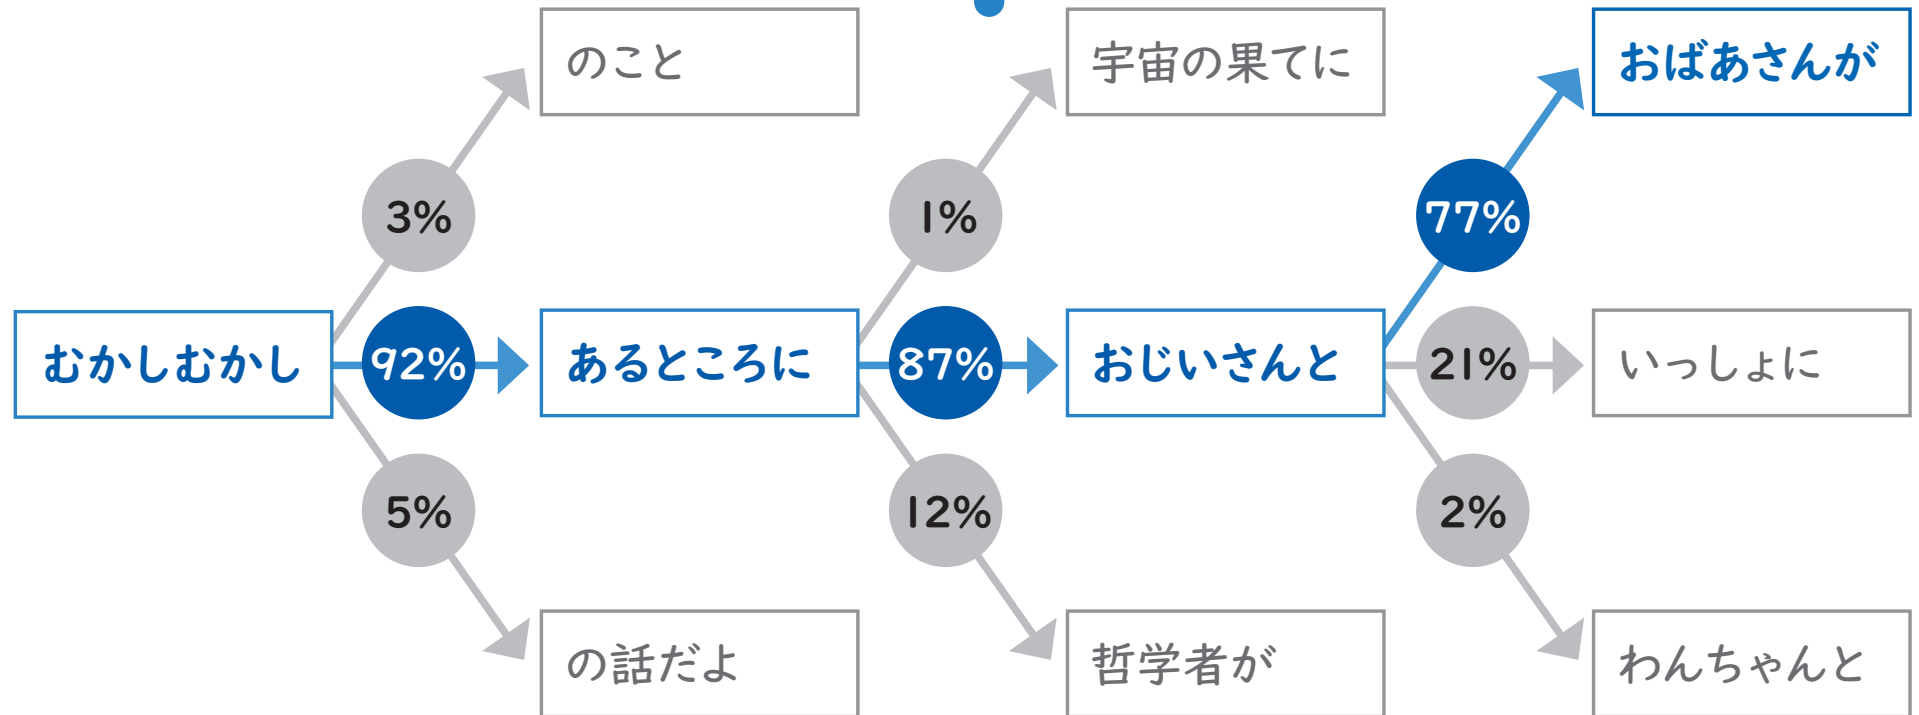 のこと
宇宙の果てに
おばあさんが
3%
1%
77%
むかしむかし
92%
あるところに
87%
おじいさんと
21%
いっしょに
5%
12%
2%
の話だよ
哲学者が
わんちゃんと